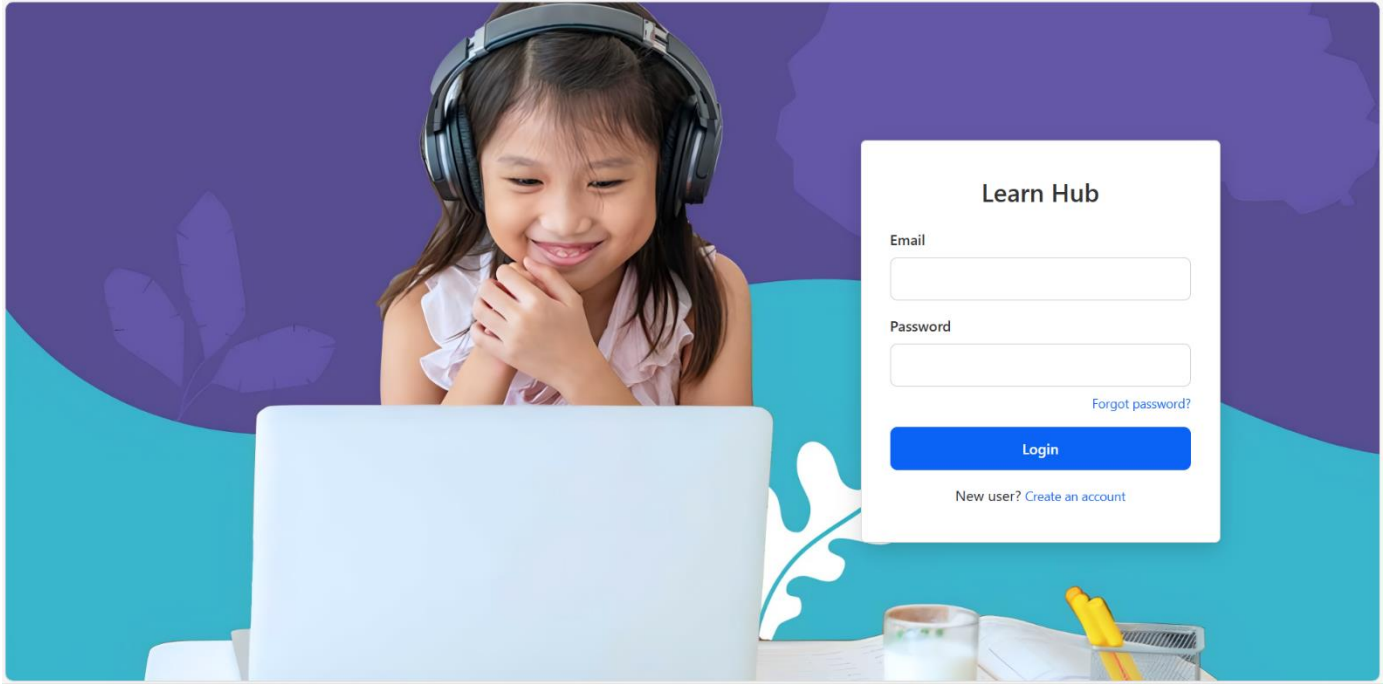 Learn Hub
Email
Password
Forgot password?
Login
New user? Create an account